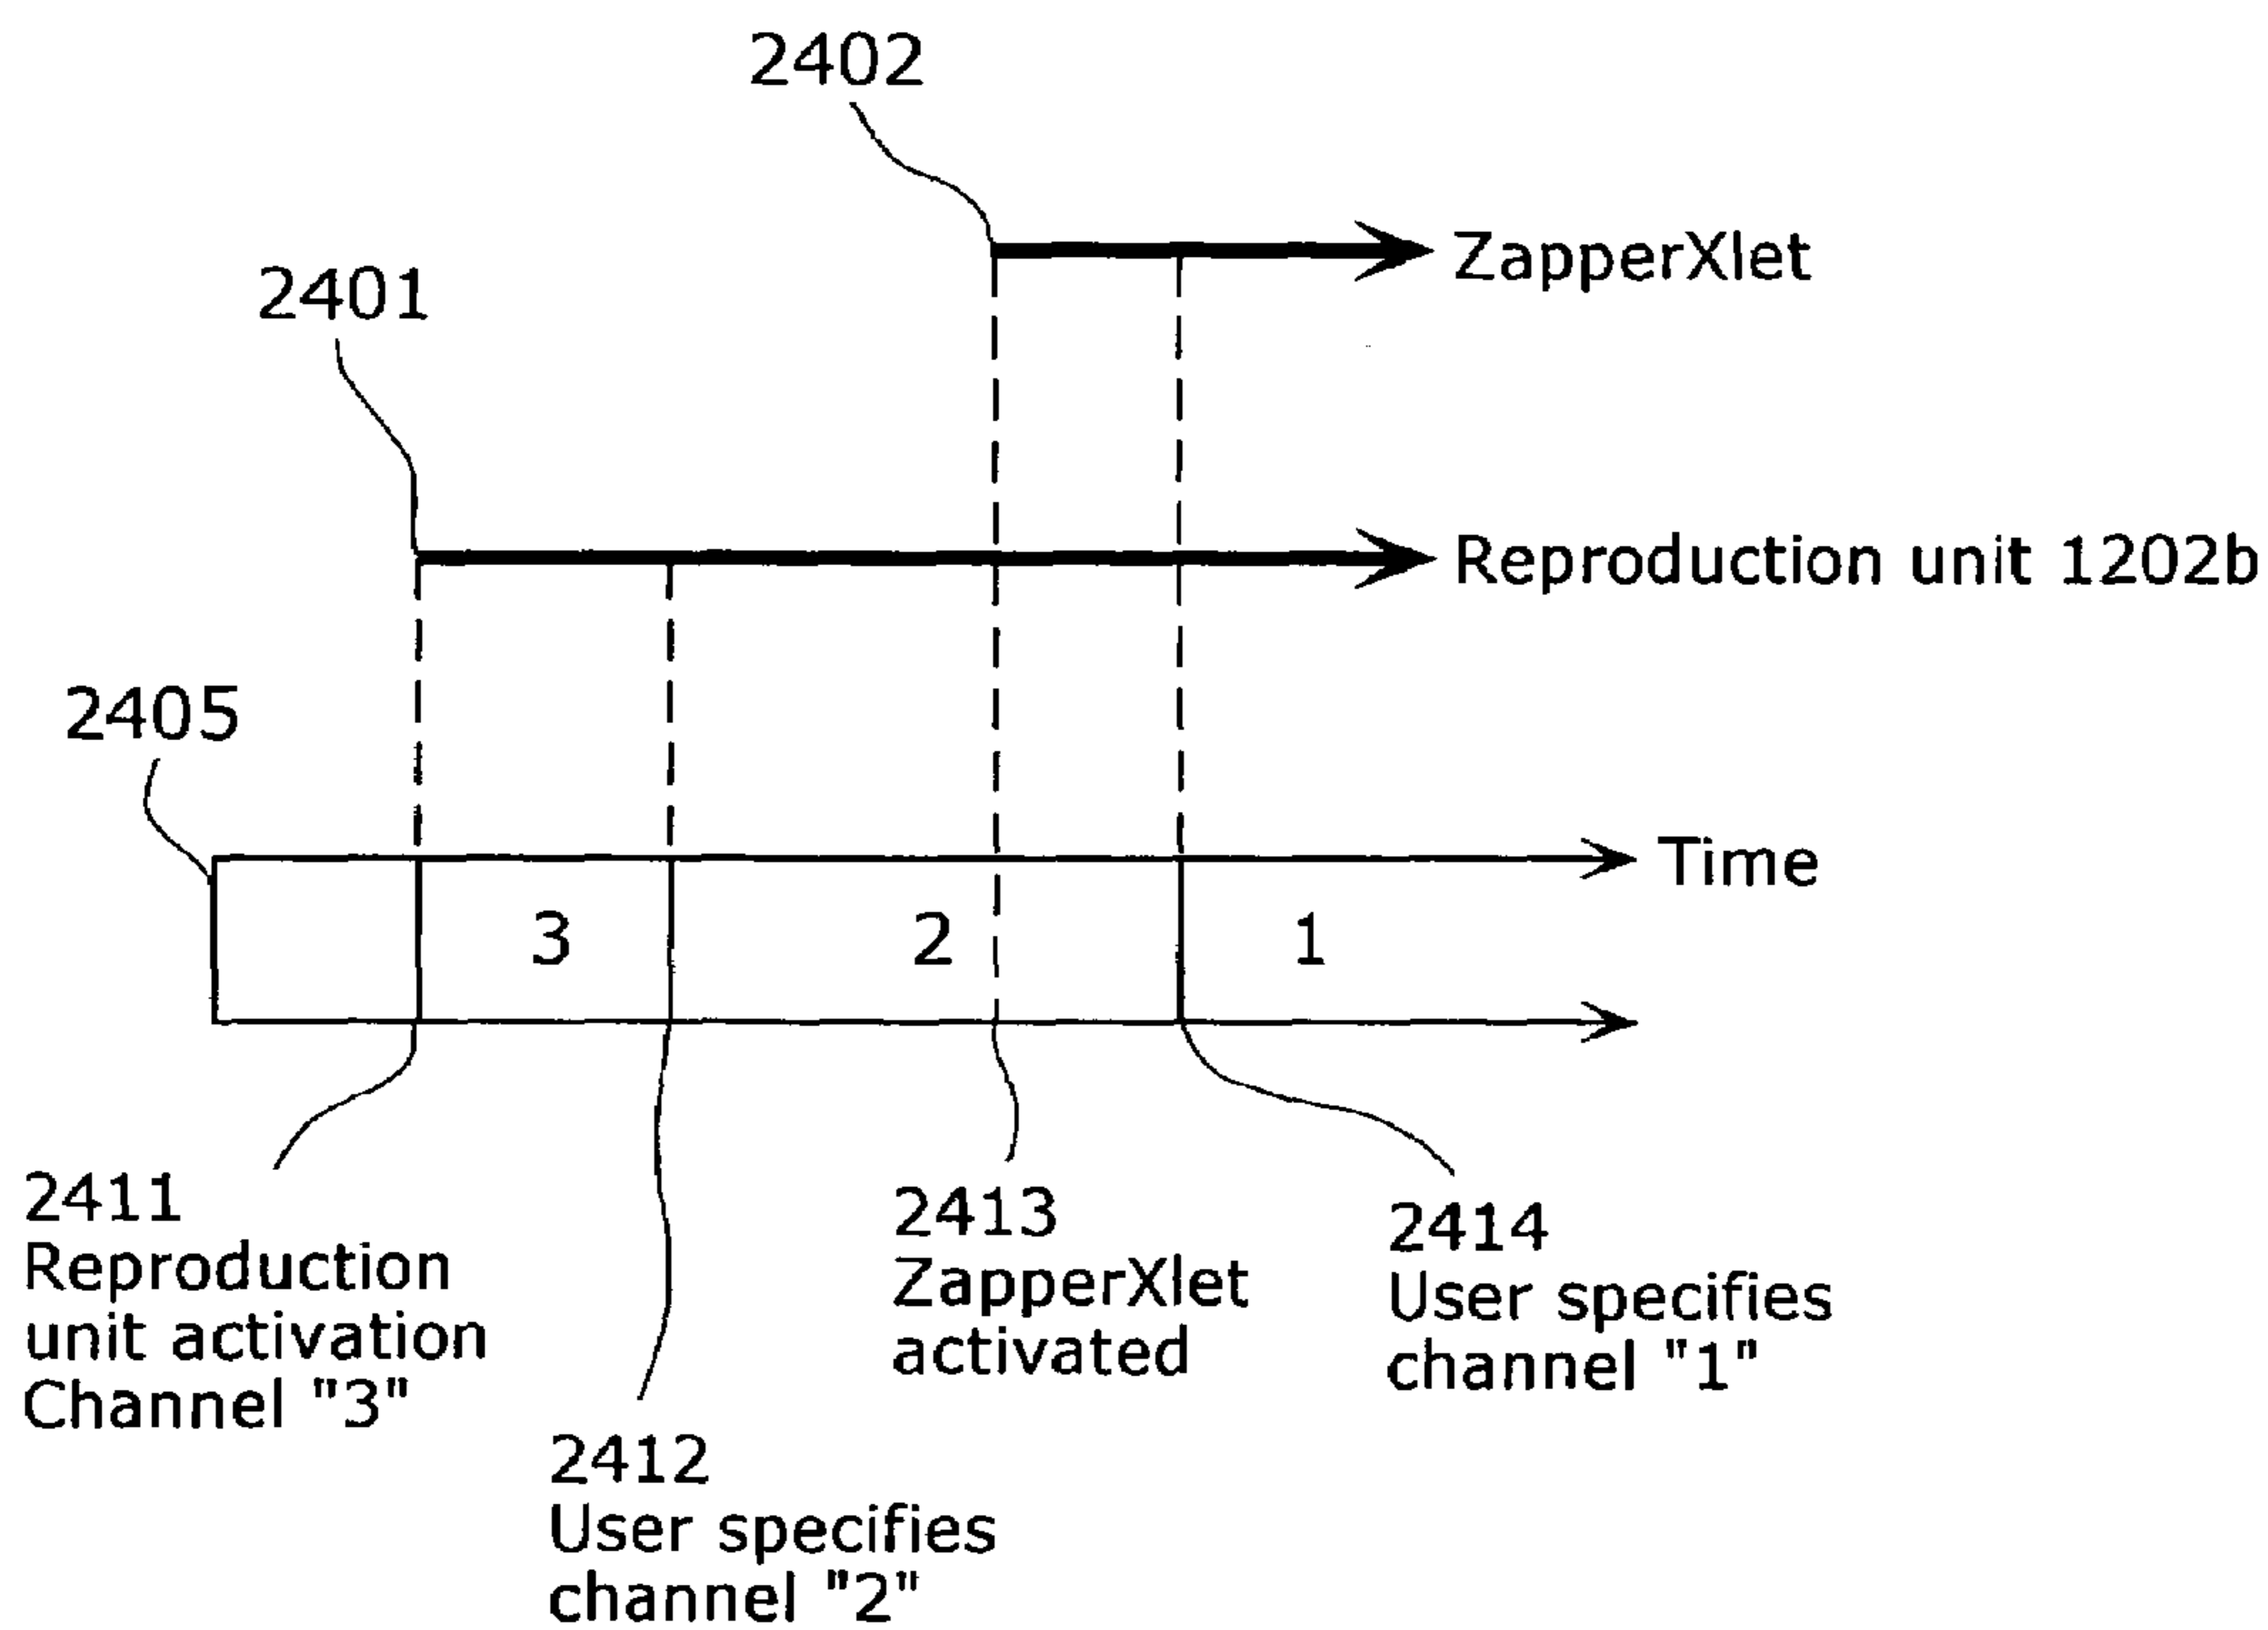 2402
ZapperXlet
2401
Reproduction unit 1202b
2405
Time
3
2
1
2411
Reproduction
unit activation
Channel "3"
2412
User specifies
channel "2"
2413
ZapperXlet
activated
2414
User specifies
channel "1"